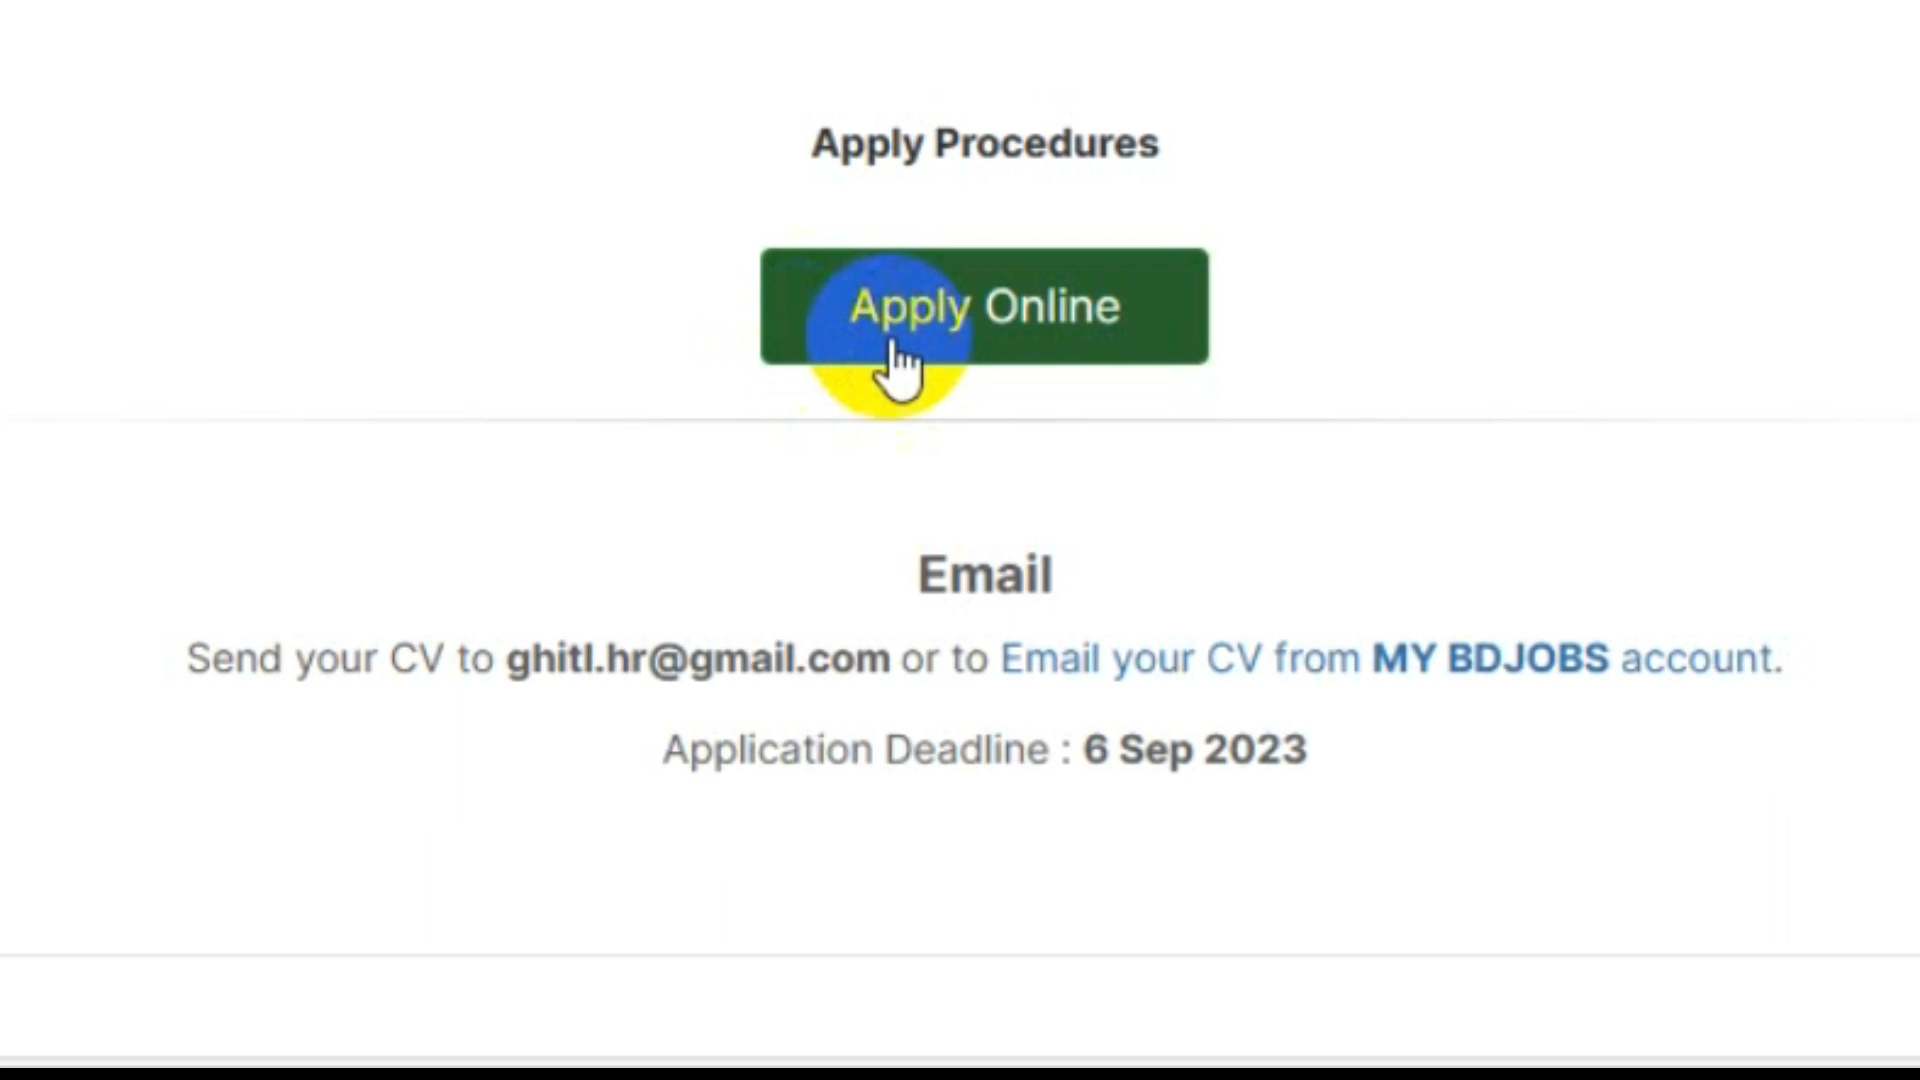 Apply Procedures
Apply Online
Email
Send your CV to ghitl.hr@gmail.com or to Email your CV from MY BDJOBS account.
Application Deadline : 6 Sep 2023